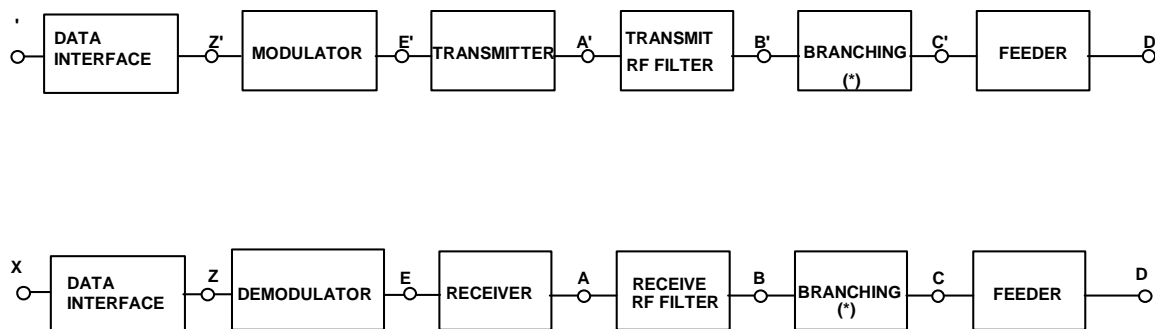 '
DATA
INTERFACE
Z'
MODULATOR
E'
TRANSMITTER
A'
TRANSMIT
RF FILTER
B'
BRANCHING
(*)
C'
FEEDER
D
X
DATA
INTERFACE
Z
DEMODULATOR
E
RECEIVER
A
RECEIVE
RF FILTER
B
BRANCHING
(*)
C
FEEDER
D